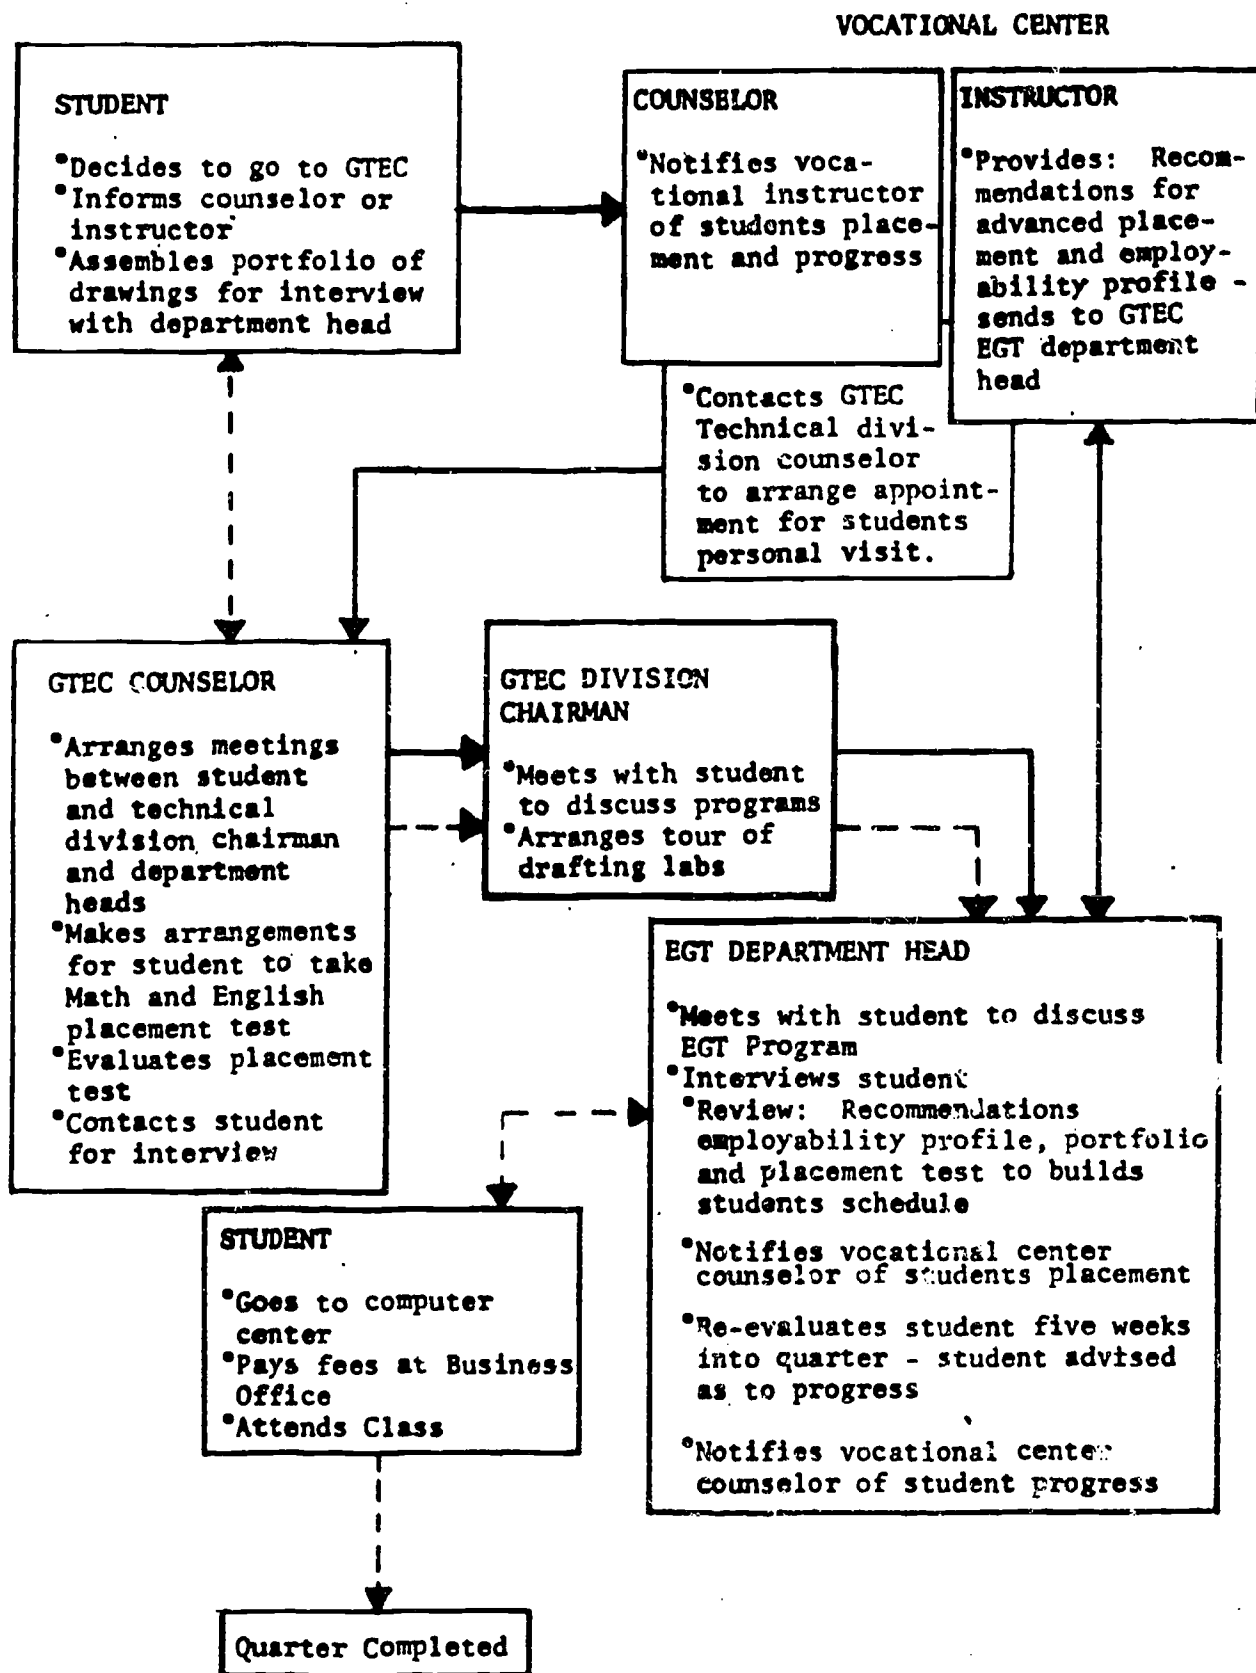 VOCATIONAL CENTER
STUDENT
•Decides to go to GTEC
•Informs counselor or
instructor
•Assembles portfolio of
drawings for interview
with department head
COUNSELOR
•Notifies voca-
tional instructor
of students place-
ment and progress
INSTRUCTOR
•Provides: Recom-
mendations for
advanced place-
ment and employ-
ability profile -
sends to GTEC
EGT department
head
•Contacts GTEC
Technical divi-
sion counselor
to arrange appoint-
ment for students
personal visit.
GTEC COUNSELOR
•Arranges meetings
between student
and technical
division chairman
and department
heads
•Makes arrangements
for student to take
Math and English
placement test
•Evaluates placement
test
•Contacts student
for interview
GTEC DIVISION
CHAIRMAN
•Meets with student
to discuss programs
•Arranges tour of
drafting labs
EGT DEPARTMENT HEAD
•Meets with student to discuss
EGT Program
•Interviews student
•Review: Recommendations
employability profile, portfolio
and placement test to builds
students schedule
•Notifies vocational center
counselor of students placement
•Re-evaluates student five weeks
into quarter - student advised
as to progress
•Notifies vocational center
counselor of student progress
STUDENT
•Goes to computer
center
•Pays fees at Business
Office
•Attends Class
Quarter Completed